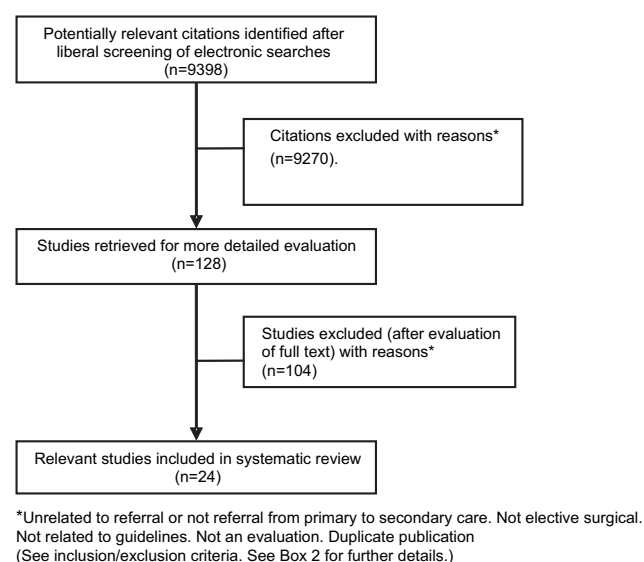 Potentially relevant citations identified after
liberal screening of electronic searches
(n=9398)
Citations excluded with reasons*
(n=9270).
Studies retrieved for more detailed evaluation
(n=128)
Studies excluded (after evaluation
of full text) with reasons*
(n=104)
Relevant studies included in systematic review
(n=24)
*Unrelated to referral or not referral from primary to secondary care. Not elective surgical.
Not related to guidelines. Not an evaluation. Duplicate publication
(See inclusion/exclusion criteria. See Box 2 for further details.)